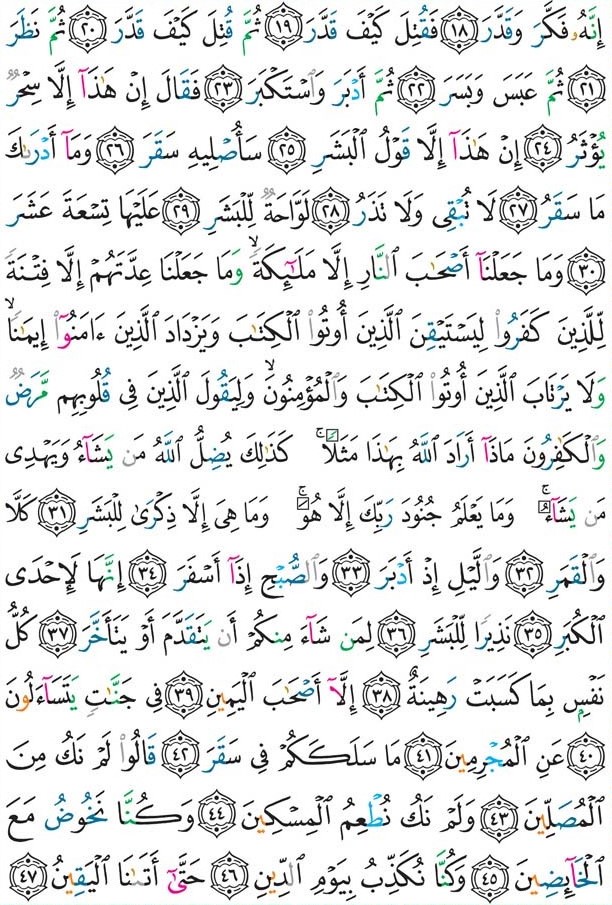 إِنَّهُۥ فَكَّرَ وَقَدَّرَ ﴿١٨﴾ فَقُتِلَ كَيْفَ قَدَّرَ ﴿١٩﴾ ثُمَّ قُتِلَ كَيْفَ قَدَّرَ ﴿٢٠﴾ ثُمَّ نَظَرَ
﴿٢١﴾ ثُمَّ عَبَسَ وَبَسَرَ ﴿٢٢﴾ ثُمَّ أَدْبَرَ وَٱسْتَكْبَرَ ﴿٢٣﴾ فَقَالَ إِنْ هَـٰذَآ إِلَّا سِحْرٌ
يُؤْثَرُ ﴿٢٤﴾ إِنْ هَـٰذَآ إِلَّا قَوْلُ ٱلْبَشَرِ ﴿٢٥﴾ سَأُصْلِيهِ سَقَرَ ﴿٢٦﴾ وَمَآ أَدْرَىٰكَ
مَا سَقَرُ ﴿٢٧﴾ لَا تُبْقِى وَلَا تَذَرُ ﴿٢٨﴾ لَوَّاحَةٌ لِّلْبَشَرِ ﴿٢٩﴾ عَلَيْهَا تِسْعَةَ عَشَرَ
﴿٣٠﴾ وَمَا جَعَلْنَآ أَصْحَـٰبَ ٱلنَّارِ إِلَّا مَلَـٰٓئِكَةً ۙ وَمَا جَعَلْنَا عِدَّتَهُمْ إِلَّا فِتْنَةً
لِّلَّذِينَ كَفَرُوا۟ لِيَسْتَيْقِنَ ٱلَّذِينَ أُوتُوا۟ ٱلْكِتَـٰبَ وَيَزْدَادَ ٱلَّذِينَ ءَامَنُوٓا۟ إِيمَـٰنًا ۙ
وَلَا يَرْتَابَ ٱلَّذِينَ أُوتُوا۟ ٱلْكِتَـٰبَ وَٱلْمُؤْمِنُونَ ۙ وَلِيَقُولَ ٱلَّذِينَ فِى قُلُوبِهِم مَّرَضٌ
وَٱلْكَـٰفِرُونَ مَاذَآ أَرَادَ ٱللَّهُ بِهَـٰذَا مَثَلًا ۚ كَذَٰلِكَ يُضِلُّ ٱللَّهُ مَن يَشَآءُ وَيَهْدِى
مَن يَشَآءُ ۚ وَمَا يَعْلَمُ جُنُودَ رَبِّكَ إِلَّا هُوَ ۚ وَمَا هِىَ إِلَّا ذِكْرَىٰ لِلْبَشَرِ ﴿٣١﴾ كَلَّا
وَٱلْقَمَرِ ﴿٣٢﴾ وَٱلَّيْلِ إِذْ أَدْبَرَ ﴿٣٣﴾ وَٱلصُّبْحِ إِذَآ أَسْفَرَ ﴿٣٤﴾ إِنَّهَا لَإِحْدَى
ٱلْكُبَرِ ﴿٣٥﴾ نَذِيرًا لِّلْبَشَرِ ﴿٣٦﴾ لِمَن شَآءَ مِنكُمْ أَن يَتَقَدَّمَ أَوْ يَتَأَخَّرَ ﴿٣٧﴾ كُلُّ
نَفْسٍۭ بِمَا كَسَبَتْ رَهِينَةٌ ﴿٣٨﴾ إِلَّآ أَصْحَـٰبَ ٱلْيَمِينِ ﴿٣٩﴾ فِى جَنَّـٰتٍ يَتَسَآءَلُونَ
﴿٤٠﴾ عَنِ ٱلْمُجْرِمِينَ ﴿٤١﴾ مَا سَلَكَكُمْ فِى سَقَرَ ﴿٤٢﴾ قَالُوا۟ لَمْ نَكُ مِنَ
ٱلْمُصَلِّينَ ﴿٤٣﴾ وَلَمْ نَكُ نُطْعِمُ ٱلْمِسْكِينَ ﴿٤٤﴾ وَكُنَّا نَخُوضُ مَعَ
ٱلْخَآئِضِينَ ﴿٤٥﴾ وَكُنَّا نُكَذِّبُ بِيَوْمِ ٱلدِّينِ ﴿٤٦﴾ حَتَّىٰٓ أَتَىٰنَا ٱلْيَقِينُ ﴿٤٧﴾